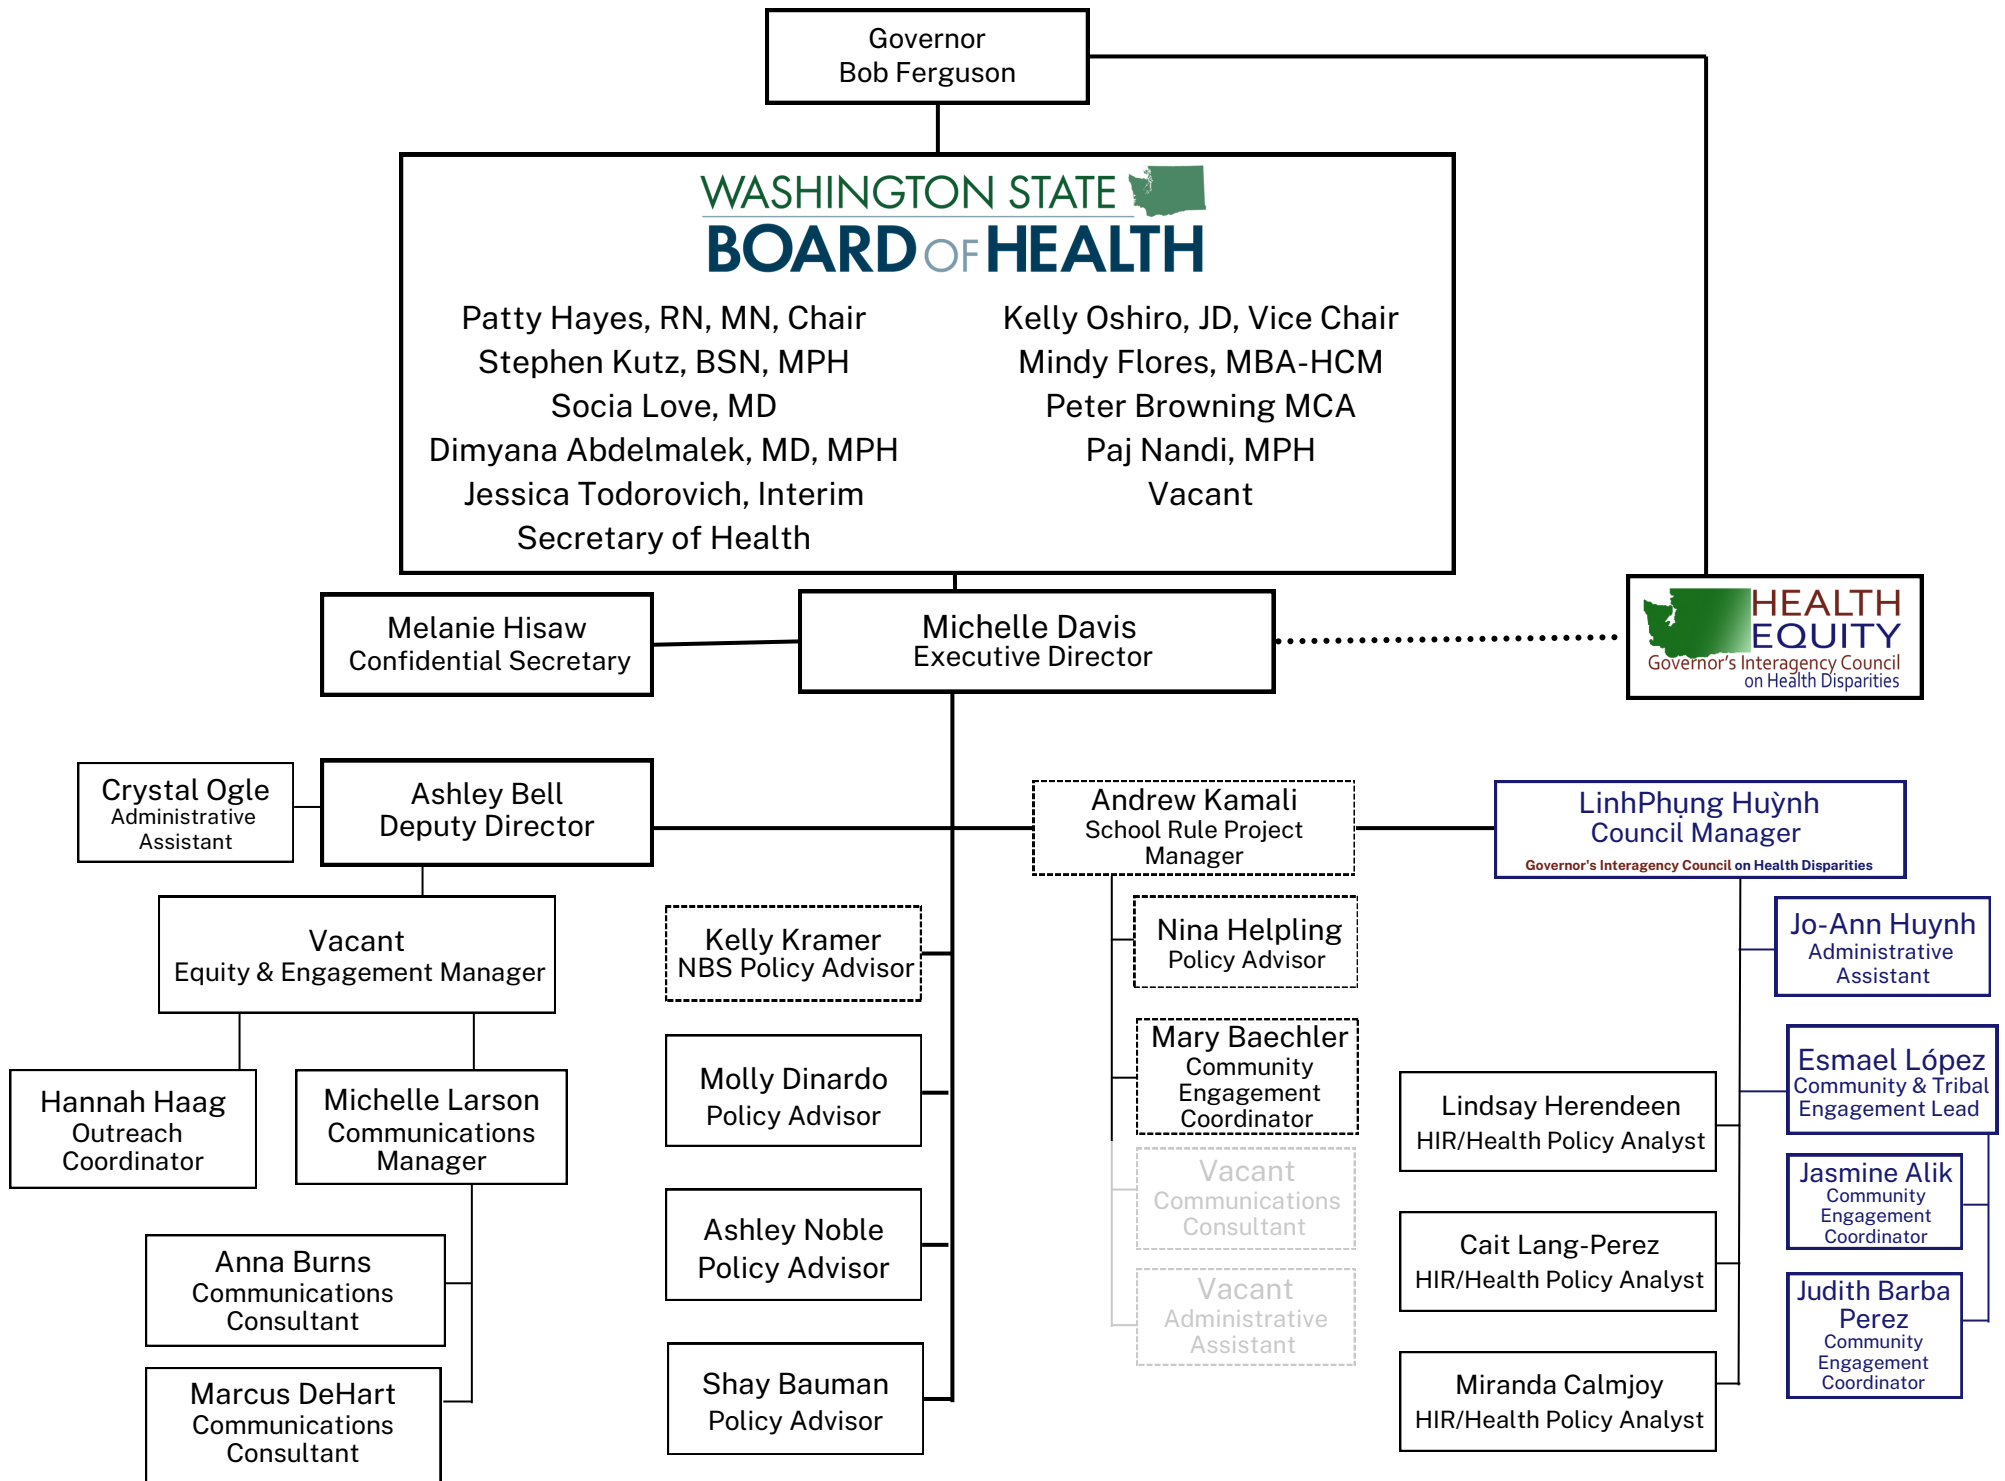 Governor
Bob Ferguson
WASHINGTON STATE
BOARD OF HEALTH
Patty Hayes, RN, MN, Chair
Stephen Kutz, BSN, MPH
Socia Love, MD
Dimyana Abdelmalek, MD, MPH
Jessica Todorovich, Interim
Secretary of Health
Kelly Oshiro, JD, Vice Chair
Mindy Flores, MBA-HCM
Peter Browning MCA
Paj Nandi, MPH
Vacant
Melanie Hisaw
Confidential Secretary
Michelle Davis
Executive Director
HEALTH
EQUITY
Governor's Interagency Council
on Health Disparities
Crystal Ogle
Administrative
Assistant
Ashley Bell
Deputy Director
Andrew Kamali
School Rule Project
Manager
LinhPhụng Huỳnh
Council Manager
Governor's Interagency Council on Health Disparities
Vacant
Equity & Engagement Manager
Hannah Haag
Outreach
Coordinator
Michelle Larson
Communications
Manager
Anna Burns
Communications
Consultant
Marcus DeHart
Communications
Consultant
Kelly Kramer
NBS Policy Advisor
Molly Dinardo
Policy Advisor
Ashley Noble
Policy Advisor
Shay Bauman
Policy Advisor
Nina Helpling
Policy Advisor
Mary Baechler
Community
Engagement
Coordinator
Vacant
Communications
Consultant
Vacant
Administrative
Assistant
Lindsay Herendeen
HIR/Health Policy Analyst
Cait Lang-Perez
HIR/Health Policy Analyst
Miranda Calmjoy
HIR/Health Policy Analyst
Jo-Ann Huynh
Administrative
Assistant
Esmael López
Community & Tribal
Engagement Lead
Jasmine Alik
Community
Engagement
Coordinator
Judith Barba
Perez
Community
Engagement
Coordinator